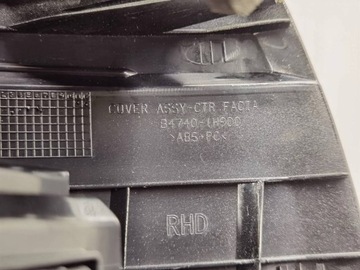 COVER ASSY-CTR FACIA
84740-1H500
>ABS+PC<
RHD